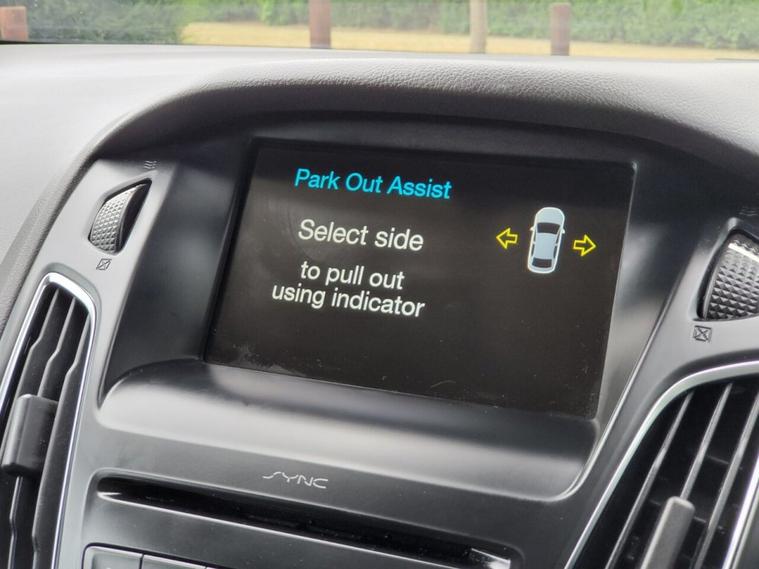 Park Out Assist
Select side
to pull out
using indicator
SYNC